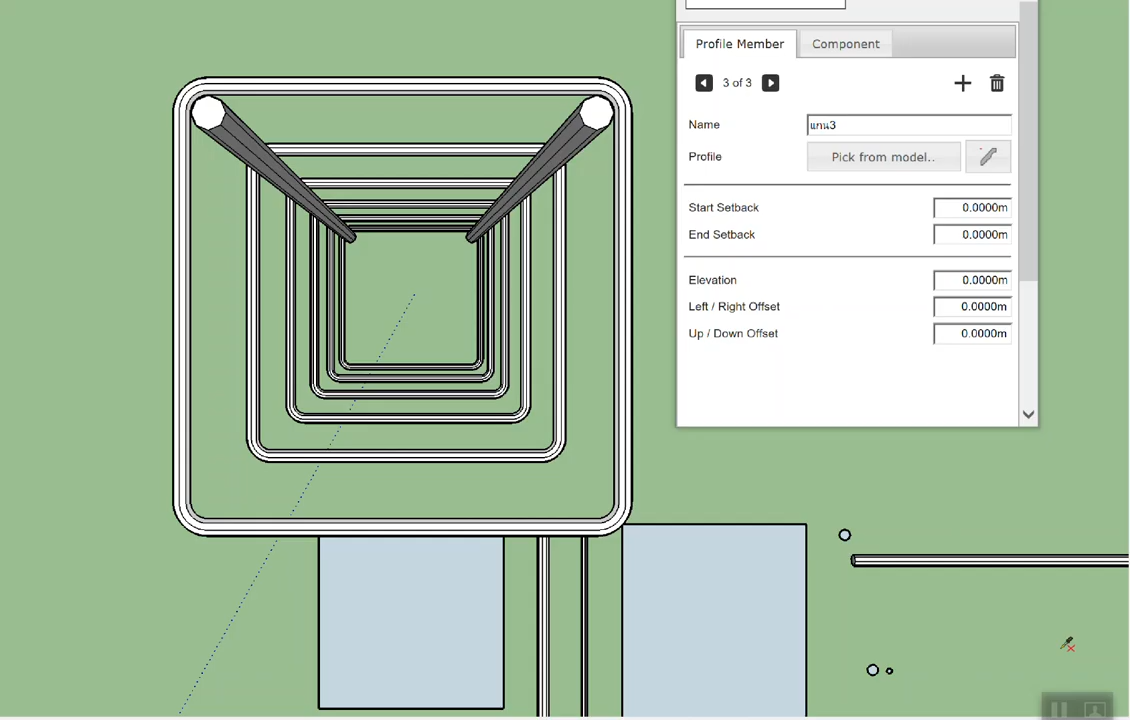 Profile Member Component
3 of 3
Name แกน3
Profile Pick from model..
Start Setback 0.0000m
End Setback 0.0000m
Elevation 0.0000m
Left / Right Offset 0.0000m
Up / Down Offset 0.0000m